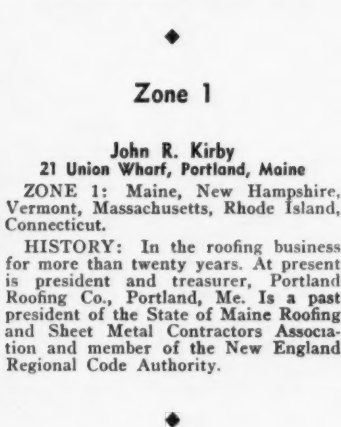 Zone 1
John R. Kirby
21 Union Wharf, Portland, Maine
ZONE 1: Maine, New Hampshire,
Vermont, Massachusetts, Rhode Island,
Connecticut.
HISTORY: In the roofing business
for more than twenty years. At present
is president and treasurer, Portland
Roofing Co., Portland, Me. Is a past
president of the State of Maine Roofing
and Sheet Metal Contractors Associa-
tion and member of the New England
Regional Code Authority.